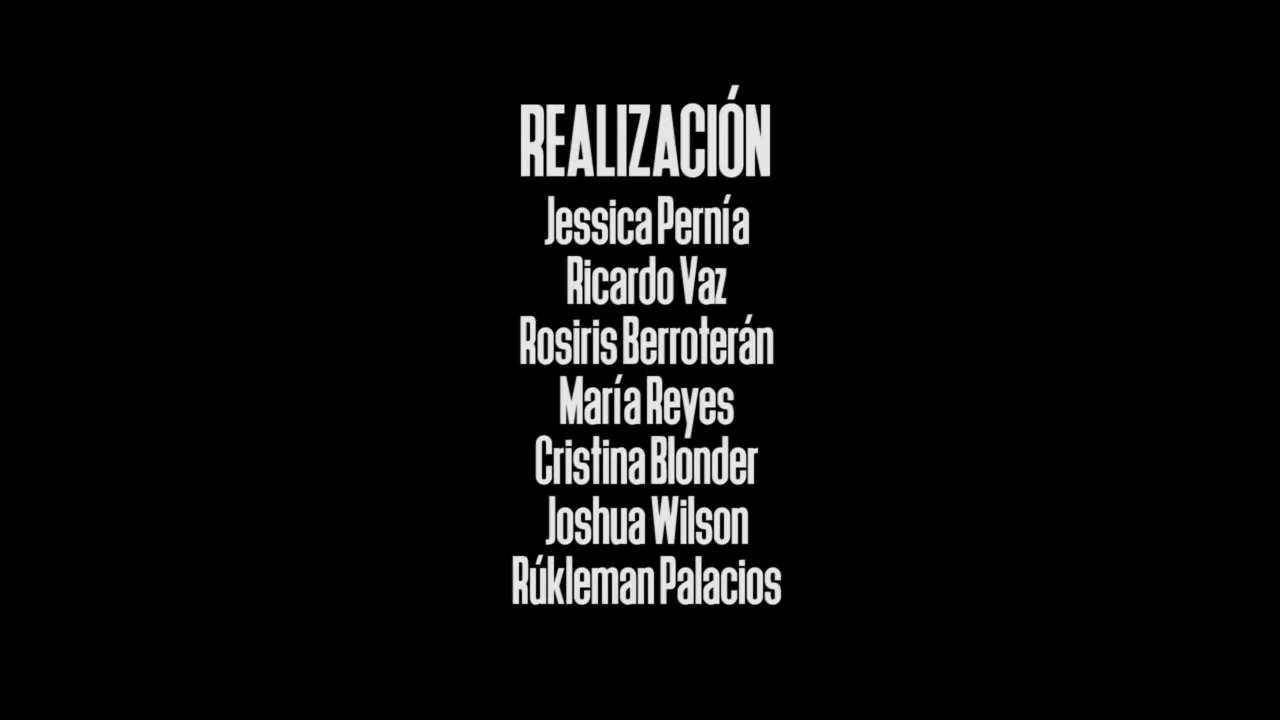 REALIZACIÓN
Jessica Pernía
Ricardo Vaz
Rosiris Berroterán
María Reyes
Cristina Blonder
Joshua Wilson
Rúkleman Palacios